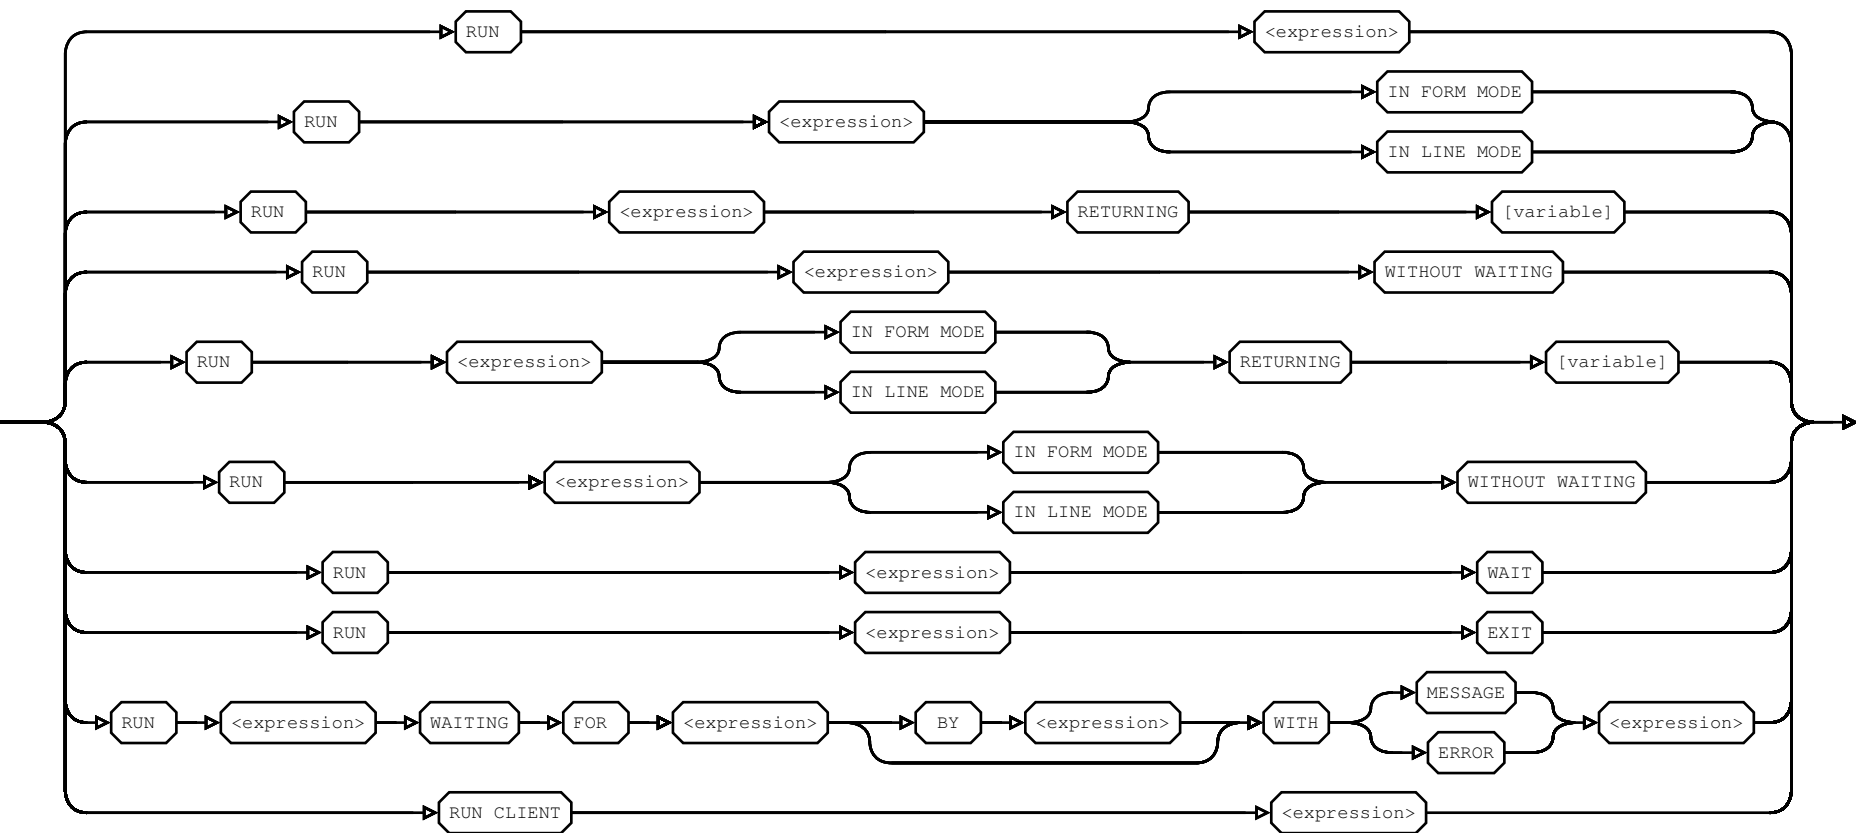 RUN <expression>
IN FORM MODE
RUN <expression>
IN LINE MODE
RUN <expression> RETURNING [variable]
RUN <expression> WITHOUT WAITING
IN FORM MODE
RUN <expression> RETURNING [variable]
IN LINE MODE
IN FORM MODE
RUN <expression> WITHOUT WAITING
IN LINE MODE
RUN <expression> WAIT
RUN <expression> EXIT
MESSAGE
RUN <expression> WAITING FOR <expression> BY <expression> WITH <expression>
ERROR
RUN CLIENT <expression>